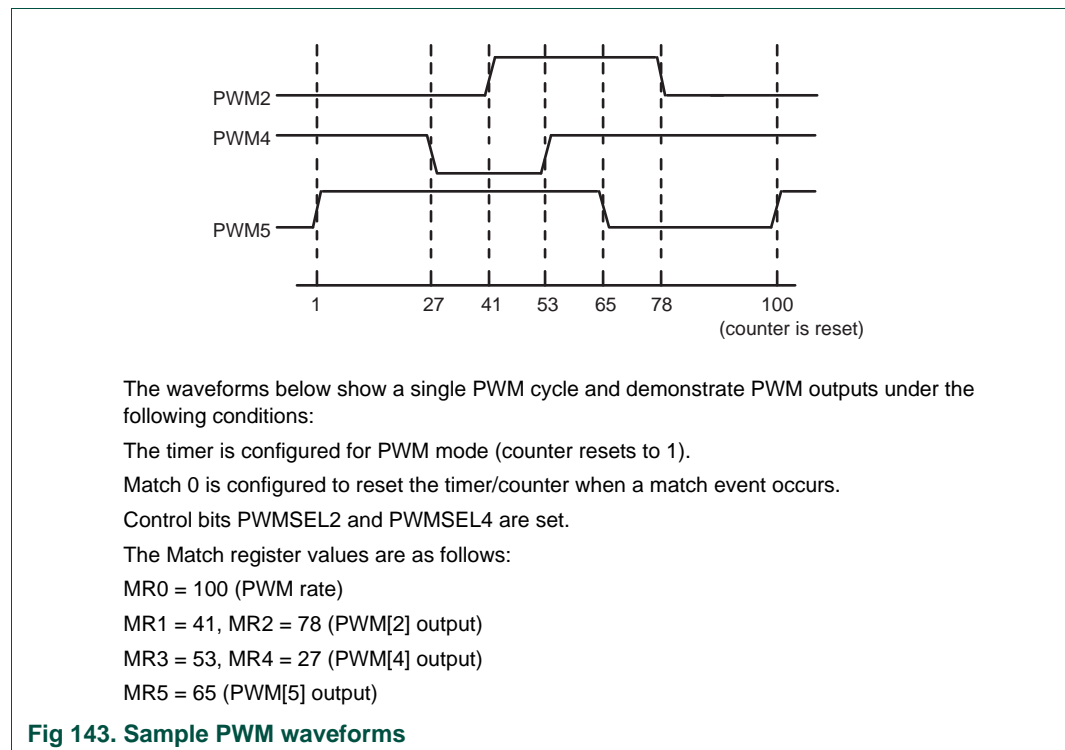 PWM2
PWM4
PWM5
1 27 41 53 65 78 100
(counter is reset)
The waveforms below show a single PWM cycle and demonstrate PWM outputs under the
following conditions:
The timer is configured for PWM mode (counter resets to 1).
Match 0 is configured to reset the timer/counter when a match event occurs.
Control bits PWMSEL2 and PWMSEL4 are set.
The Match register values are as follows:
MR0 = 100 (PWM rate)
MR1 = 41, MR2 = 78 (PWM[2] output)
MR3 = 53, MR4 = 27 (PWM[4] output)
MR5 = 65 (PWM[5] output)
Fig 143. Sample PWM waveforms